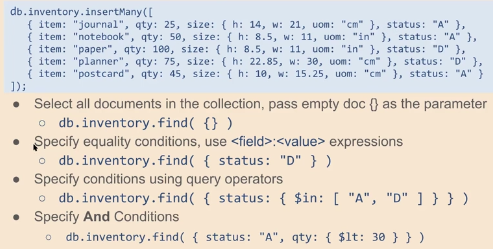 db.inventory.insertMany([
{ item: "journal", qty: 25, size: { h: 14, w: 21, uom: "cm" }, status: "A" },
{ item: "notebook", qty: 50, size: { h: 8.5, w: 11, uom: "in" }, status: "A" },
{ item: "paper", qty: 100, size: { h: 8.5, w: 11, uom: "in" }, status: "D" },
{ item: "planner", qty: 75, size: { h: 22.85, w: 30, uom: "cm" }, status: "D" },
{ item: "postcard", qty: 45, size: { h: 10, w: 15.25, uom: "cm" }, status: "A" }
]);
● Select all documents in the collection, pass empty doc {} as the parameter
○ db.inventory.find( {} )
● Specify equality conditions, use <field>:<value> expressions
○ db.inventory.find( { status: "D" } )
● Specify conditions using query operators
○ db.inventory.find( { status: { $in: [ "A", "D" ] } } )
● Specify And Conditions
○ db.inventory.find( { status: "A", qty: { $lt: 30 } } )